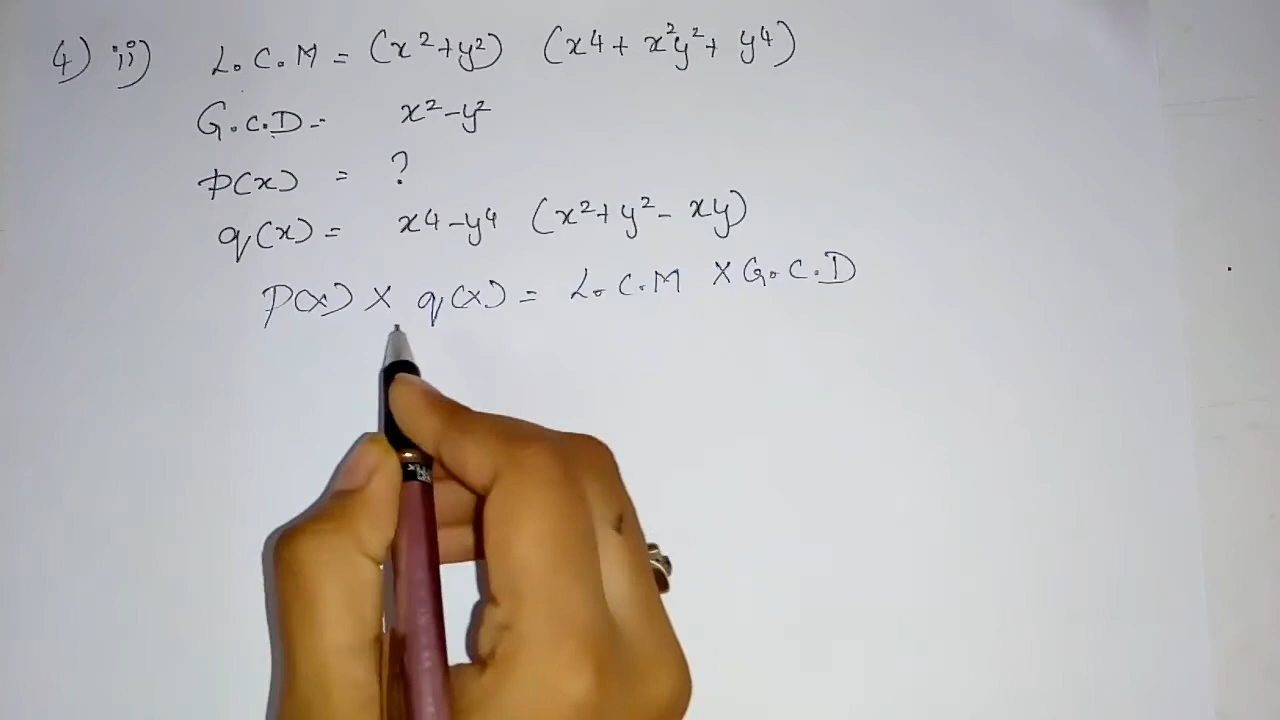 4) ii) L.C.M = (x²+y²) (x4 + x²y² + y⁴)
G.C.D = x²-y²
P(x) = ?
q(x) = x4-y⁴ (x²+y²- xy)
P(x) X q(x) = L.C.M X G.C.D